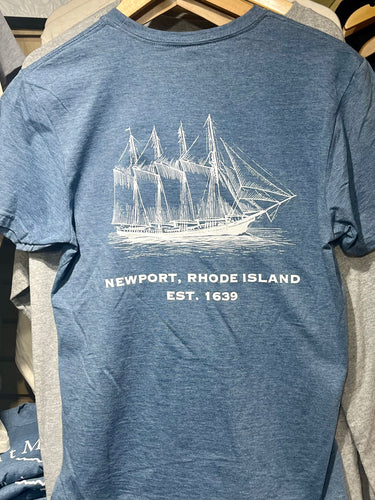 NEWPORT, RHODE ISLAND
EST. 1639